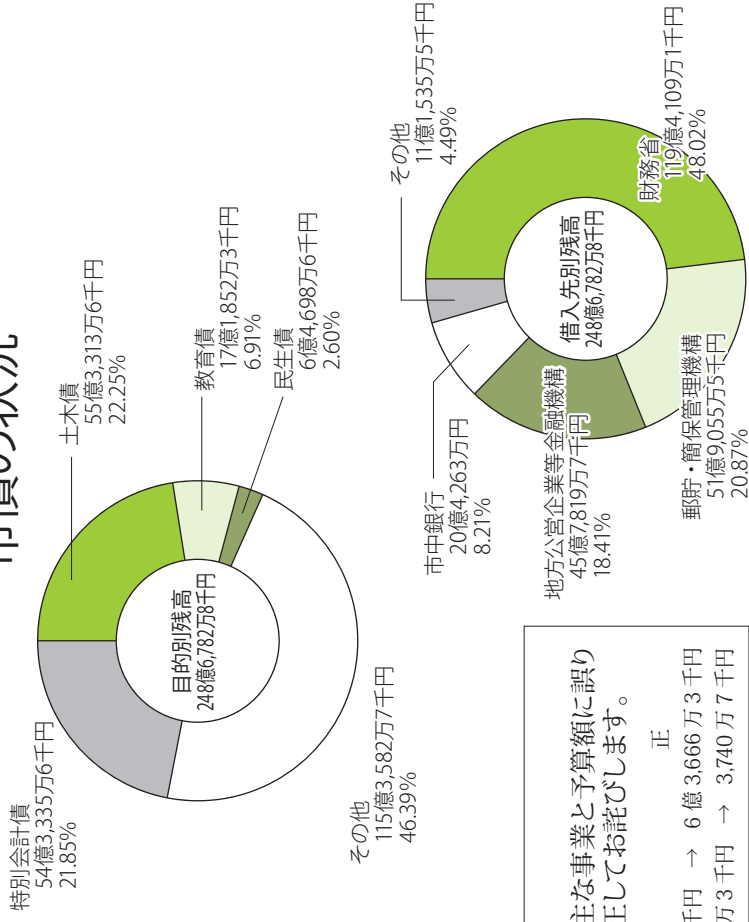 市債の状況
特別会計債
54億3,335万6千円
21.85%
土木債
55億3,313万6千円
22.25%
教育債
17億1,852万3千円
6.91%
民生債
6億4,698万6千円
2.60%
その他
115億3,582万7千円
46.39%
目的別残高
248億6,782万8千円
その他
11億1,535万5千円
4.49%
市中銀行
20億4,263万円
8.21%
地方公営企業等金融機構
45億7,819万7千円
18.41%
郵貯・簡保管理機構
51億9,055万5千円
20.87%
財務省
119億4,109万1千円
48.02%
借入先別残高
248億6,782万8千円
主な事業と予算額に誤り
正してお詫びします。
正
千円 → 6億3,666万3千円
万3千円 → 3,740万7千円